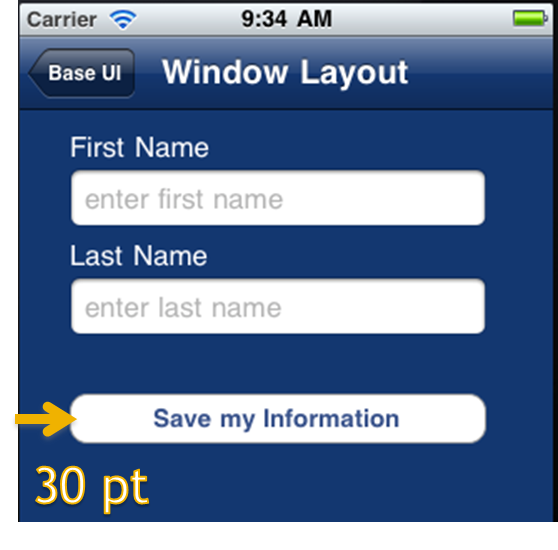 Carrier 9:34 AM
Base UI Window Layout
First Name
enter first name
Last Name
enter last name
Save my Information
30 pt